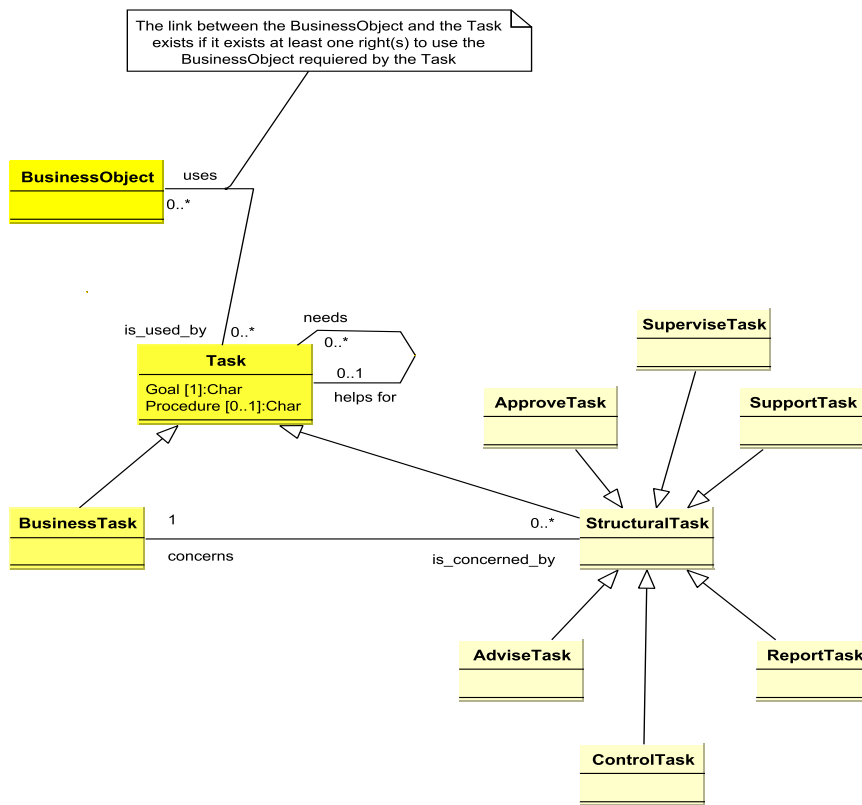 The link between the BusinessObject and the Task
exists if it exists at least one right(s) to use the
BusinessObject requiered by the Task
BusinessObject
uses
0..*
is_used_by
0..*
Task
Goal [1]:Char
Procedure [0..1]:Char
needs
0..*
0..1
helps for
SuperviseTask
ApproveTask
SupportTask
BusinessTask
1
concerns
0..*
is_concerned_by
StructuralTask
AdviseTask
ReportTask
ControlTask